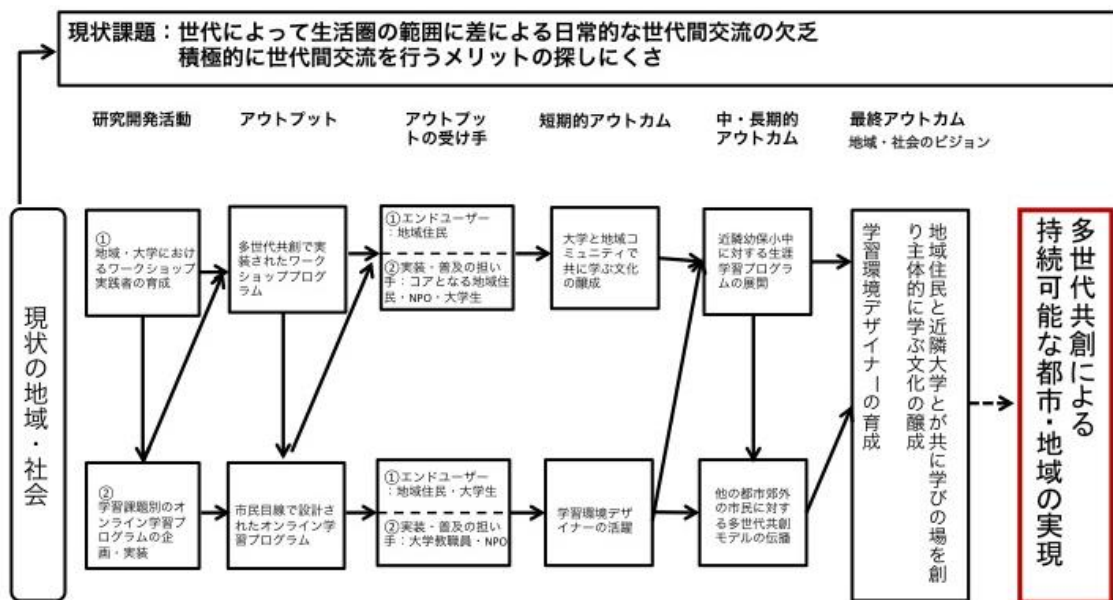 現状課題：世代によって生活圏の範囲に差による日常的な世代間交流の欠乏
積極的に世代間交流を行うメリットの探しにくさ
研究開発活動
アウトプット
アウトプッ
トの受け手
短期的アウトカム
中・長期的
アウトカム
最終アウトカム
地域・社会のビジョン
現状の地域・社会
①
地域・大学におけ
るワークショップ
実践者の育成
多世代共創で実
装されたワーク
ショッププログ
ラム
①エンドユーザー
：地域住民
②実装・普及の担い
手：コアとなる地域住
民・NPO・大学生
大学と地域コ
ミュニティで
共に学ぶ文化
の醸成
近隣幼保小中
に対する生涯
学習プログラ
ムの展開
②
学習課題別のオ
ンライン学習プ
ログラムの企
画・実装
市民目線で設計さ
れたオンライン学
習プログラム
①エンドユーザー
：地域住民・大学生
②実装・普及の担い
手：大学教職員・NPO
学習環境デザイ
ナーの活躍
他の都市郊外
の市民に対す
る多世代共創
モデルの伝播
地域住民と近隣大学とが共に学びの場を創
り主体的に学ぶ文化の醸成
学習環境デザイナーの育成
多世代共創による
持続可能な都市・地域の実現